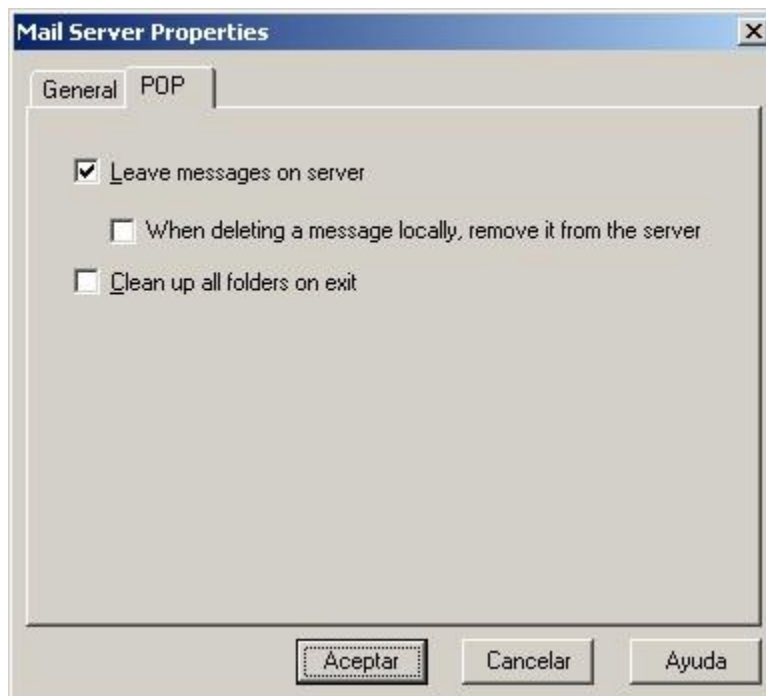 Mail Server Properties
General POP
Leave messages on server
When deleting a message locally, remove it from the server
Clean up all folders on exit
Aceptar Cancelar Ayuda